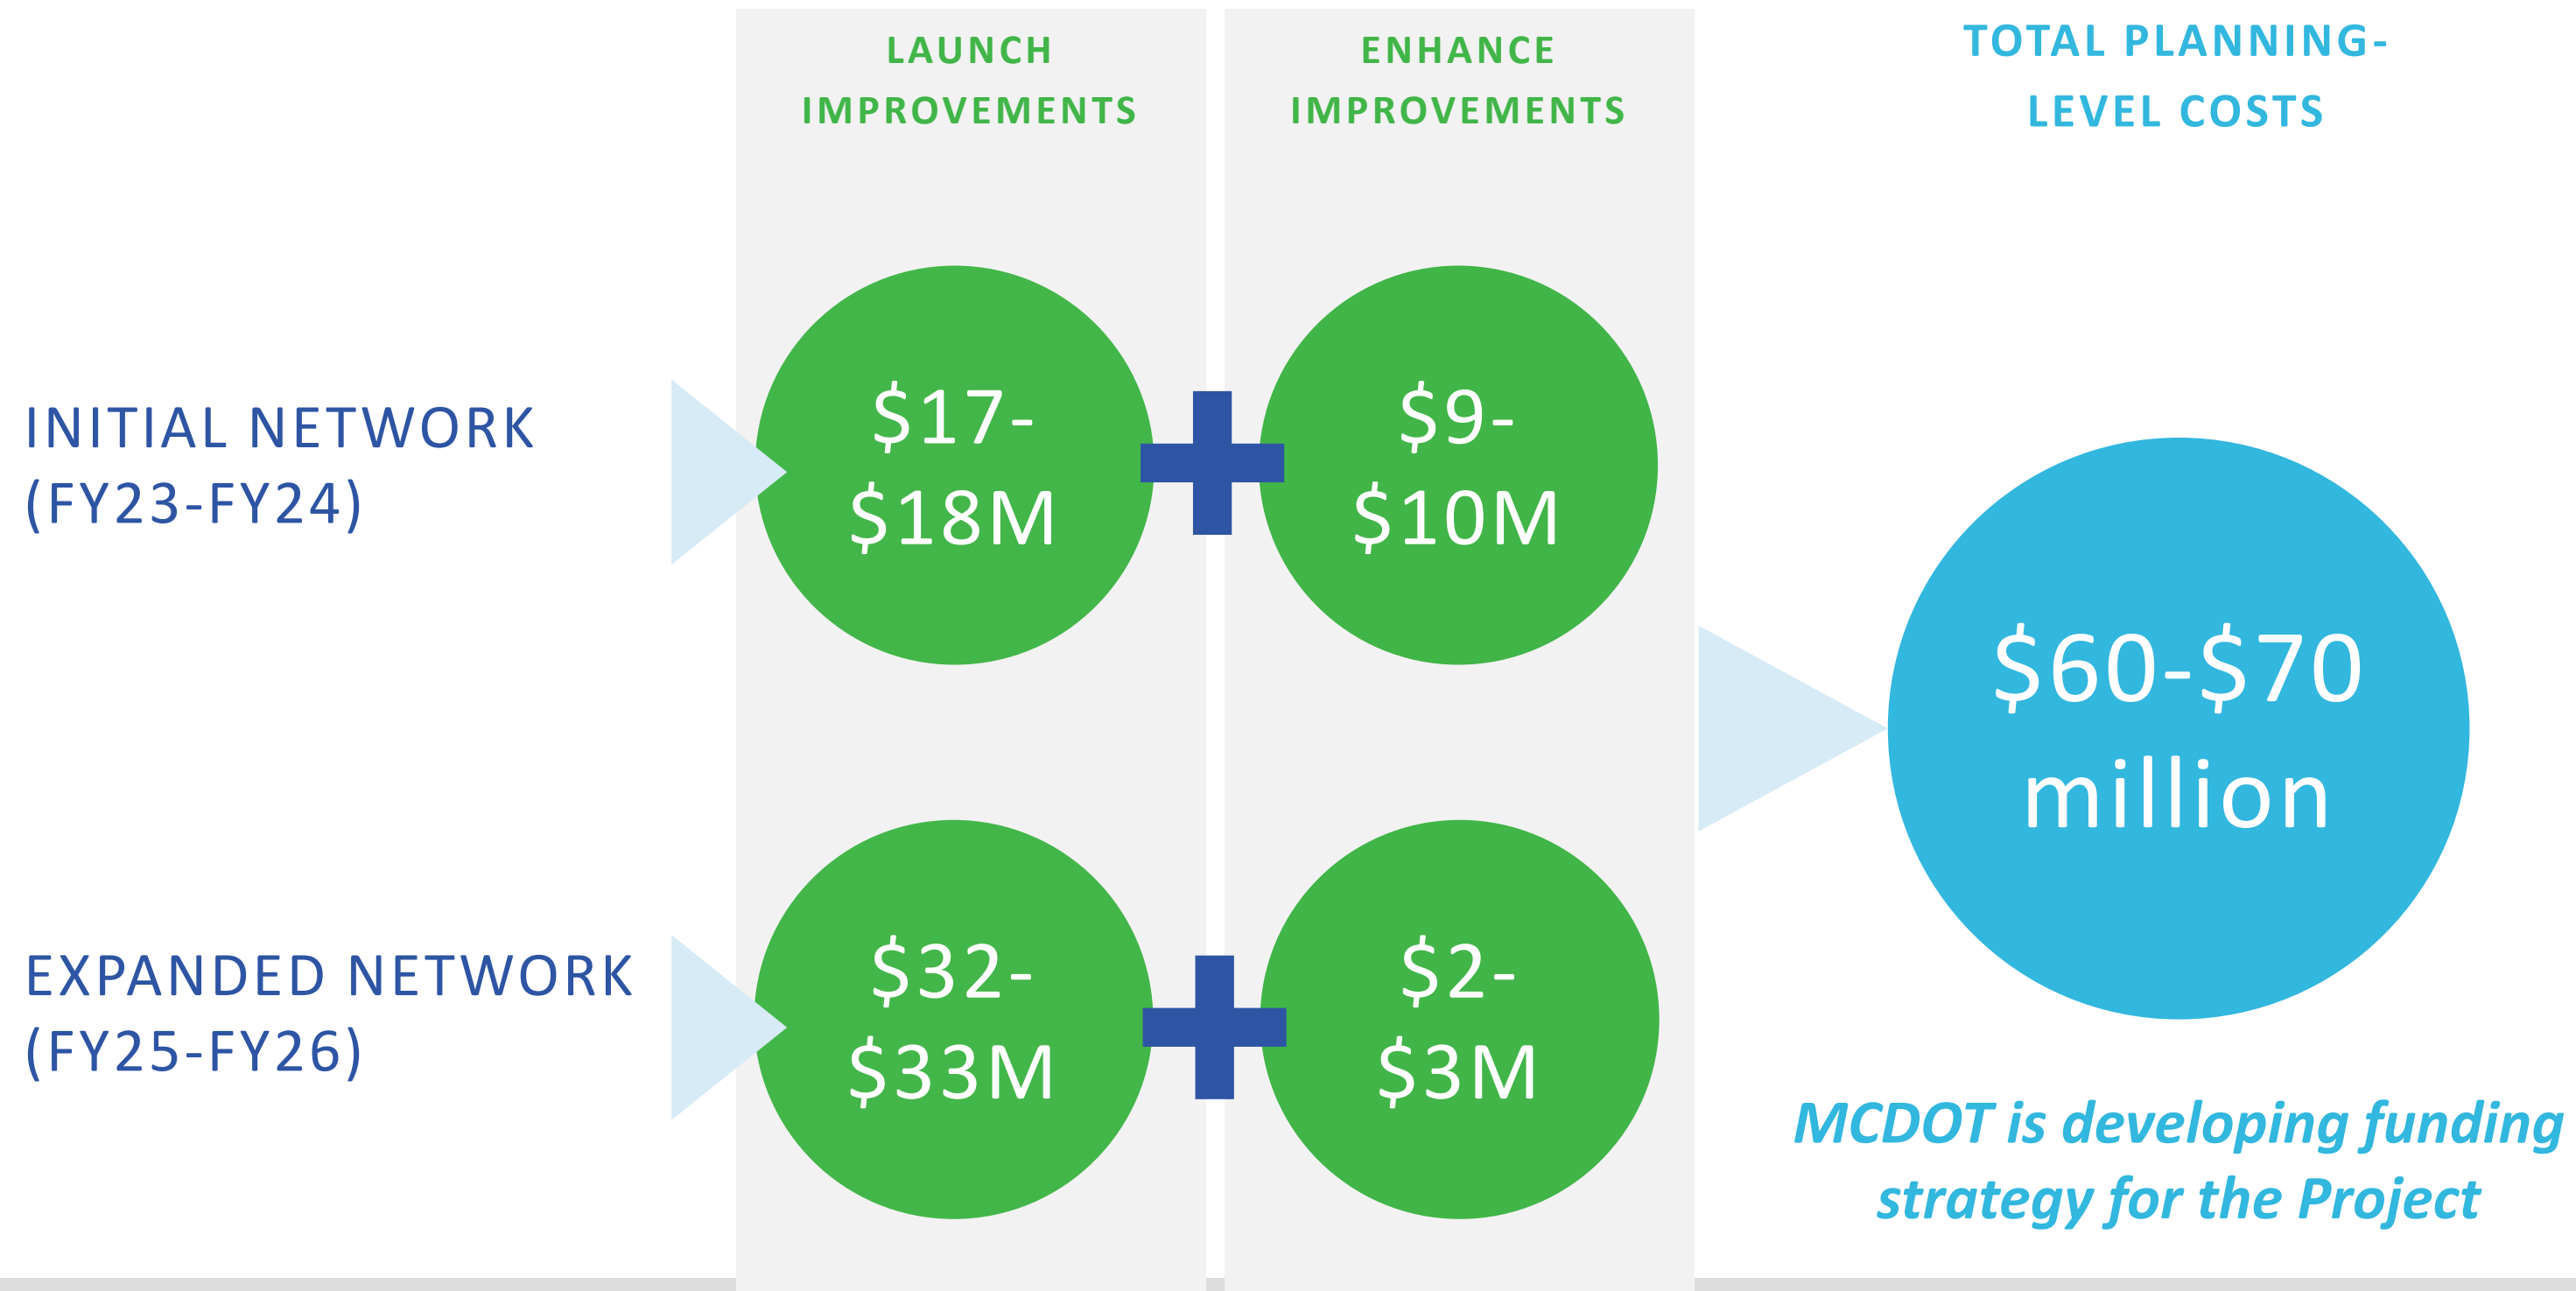 LAUNCH
IMPROVEMENTS
ENHANCE
IMPROVEMENTS
TOTAL PLANNING-
LEVEL COSTS
INITIAL NETWORK
(FY23-FY24)
$17-
$18M
$9-
$10M
$60-$70
million
EXPANDED NETWORK
(FY25-FY26)
$32-
$33M
$2-
$3M
MCDOT is developing funding
strategy for the Project